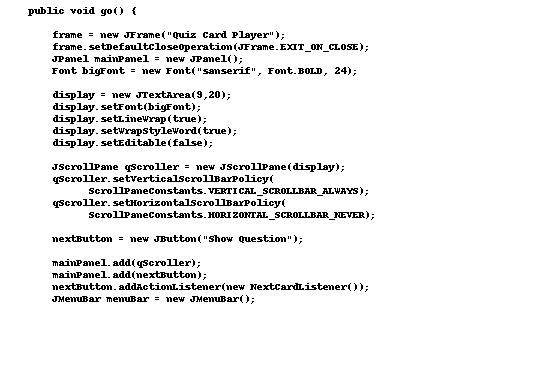 public void go() {
frame = new JFrame("Quiz Card Player");
frame.setDefaultCloseOperation(JFrame.EXIT_ON_CLOSE);
JPanel mainPanel = new JPanel();
Font bigFont = new Font("sanserif", Font.BOLD, 24);
display = new JTextArea(9,20);
display.setFont(bigFont);
display.setLineWrap(true);
display.setWrapStyleWord(true);
display.setEditable(false);
JScrollPane qScroller = new JScrollPane(display);
qScroller.setVerticalScrollBarPolicy(
ScrollPaneConstants.VERTICAL_SCROLLBAR_ALWAYS);
qScroller.setHorizontalScrollBarPolicy(
ScrollPaneConstants.HORIZONTAL_SCROLLBAR_NEVER);
nextButton = new JButton("Show Question");
mainPanel.add(qScroller);
mainPanel.add(nextButton);
nextButton.addActionListener(new NextCardListener());
JMenuBar menuBar = new JMenuBar();